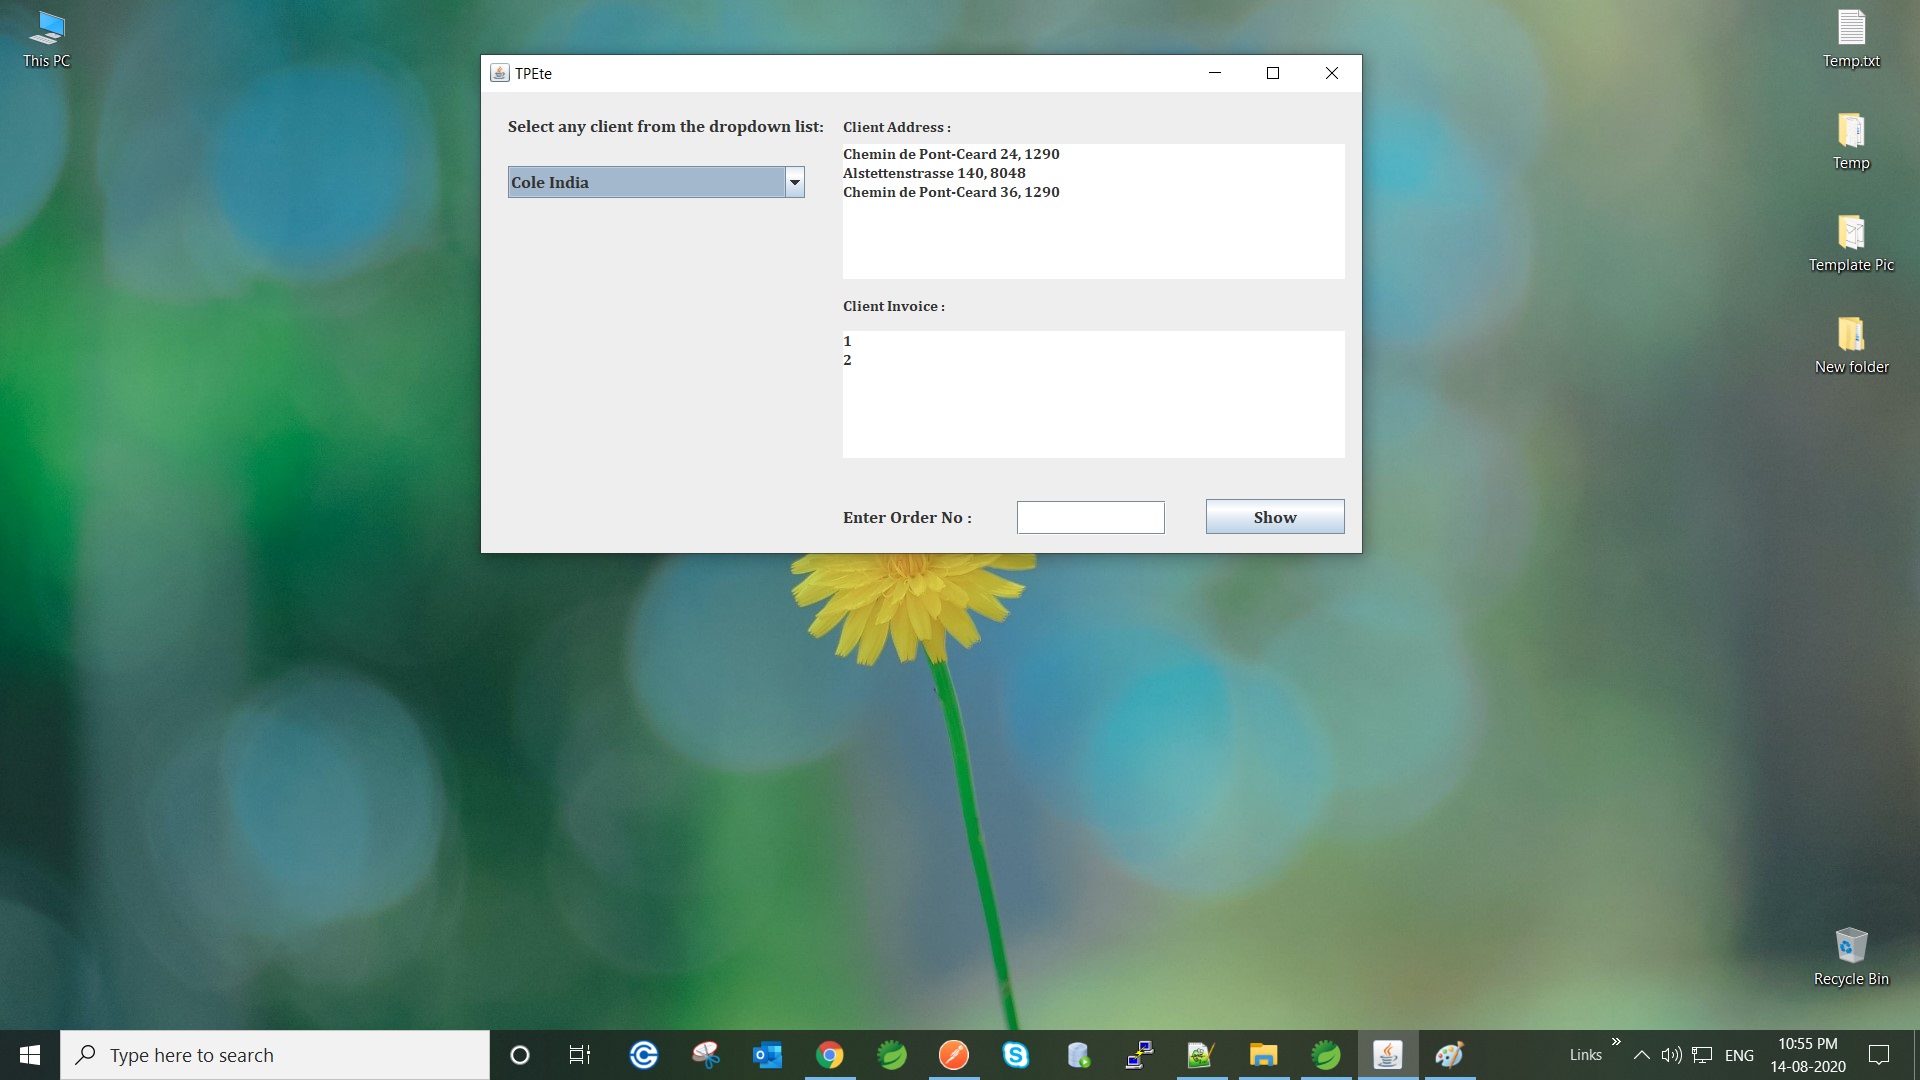 This PC
TPEte
Select any client from the dropdown list:
Cole India
Client Address :
Chemin de Pont-Ceard 24, 1290
Alstettenstrasse 140, 8048
Chemin de Pont-Ceard 36, 1290
Client Invoice :
1
2
Enter Order No :
Show
Temp.txt
Temp
Template Pic
New folder
Recycle Bin
Type here to search
Links
ENG
10:55 PM
14-08-2020